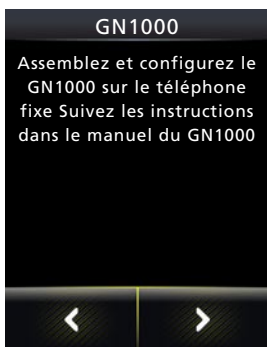 GN1000
Assemblez et configurez le
GN1000 sur le téléphone
fixe Suivez les instructions
dans le manuel du GN1000